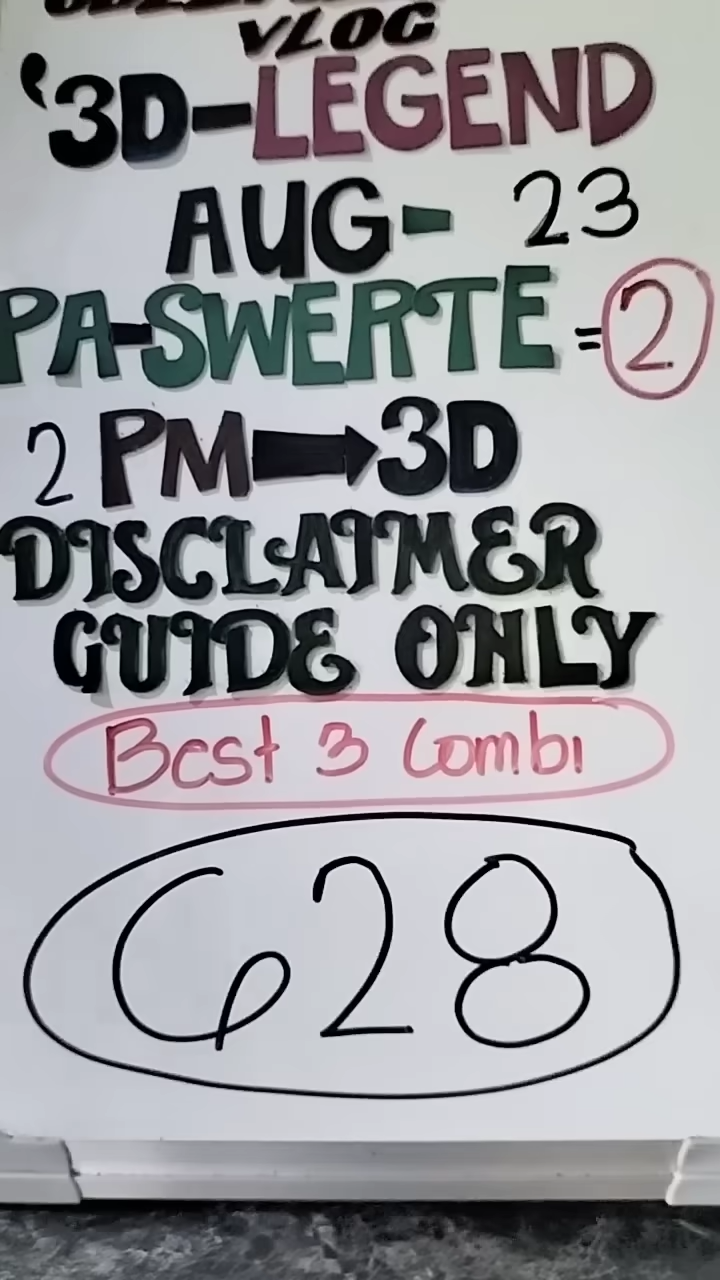 VLOG
'3D-LEGEND
AUG- 23
PA-SWERTE =2
2 PM➡3D
DISCLAIMER
GUIDE ONLY
Best 3 Combi
628